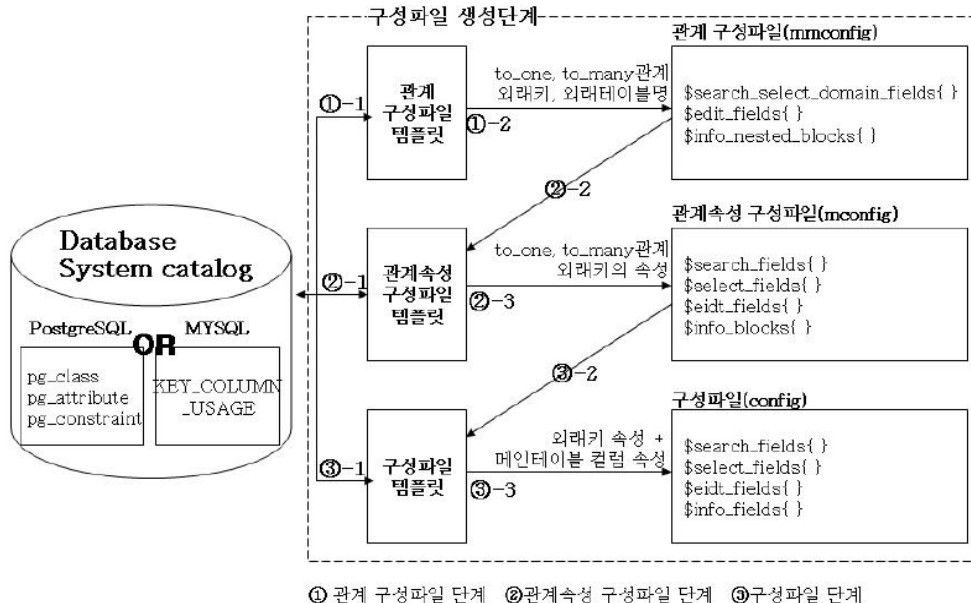 구성파일 생성단계
관계 구성파일(mmconfig)
관계
구성파일
템플릿
①-1
to_one, to_many관계
외래키, 외래테이블명
①-2
$search_select_domain_fields{ }
$edit_fields{ }
$info_nested_blocks{ }
②-2
관계속성 구성파일(mconfig)
Database
System catalog
②-1
관계속성
구성파일
템플릿
to_one, to_many관계
외래키의 속성
②-3
$search_fields{ }
$select_fields{ }
$eidt_fields{ }
$info_blocks{ }
PostgreSQL
OR
MYSQL
pg_class
pg_attribute
pg_constraint
KEY_COLUMN
_USAGE
③-2
구성파일(config)
③-1
구성파일
템플릿
외래키 속성 +
메인테이블 컬럼 속성
③-3
$search_fields{ }
$select_fields{ }
$eidt_fields{ }
$info_fields{ }
① 관계 구성파일 단계 ②관계속성 구성파일 단계 ③구성파일 단계